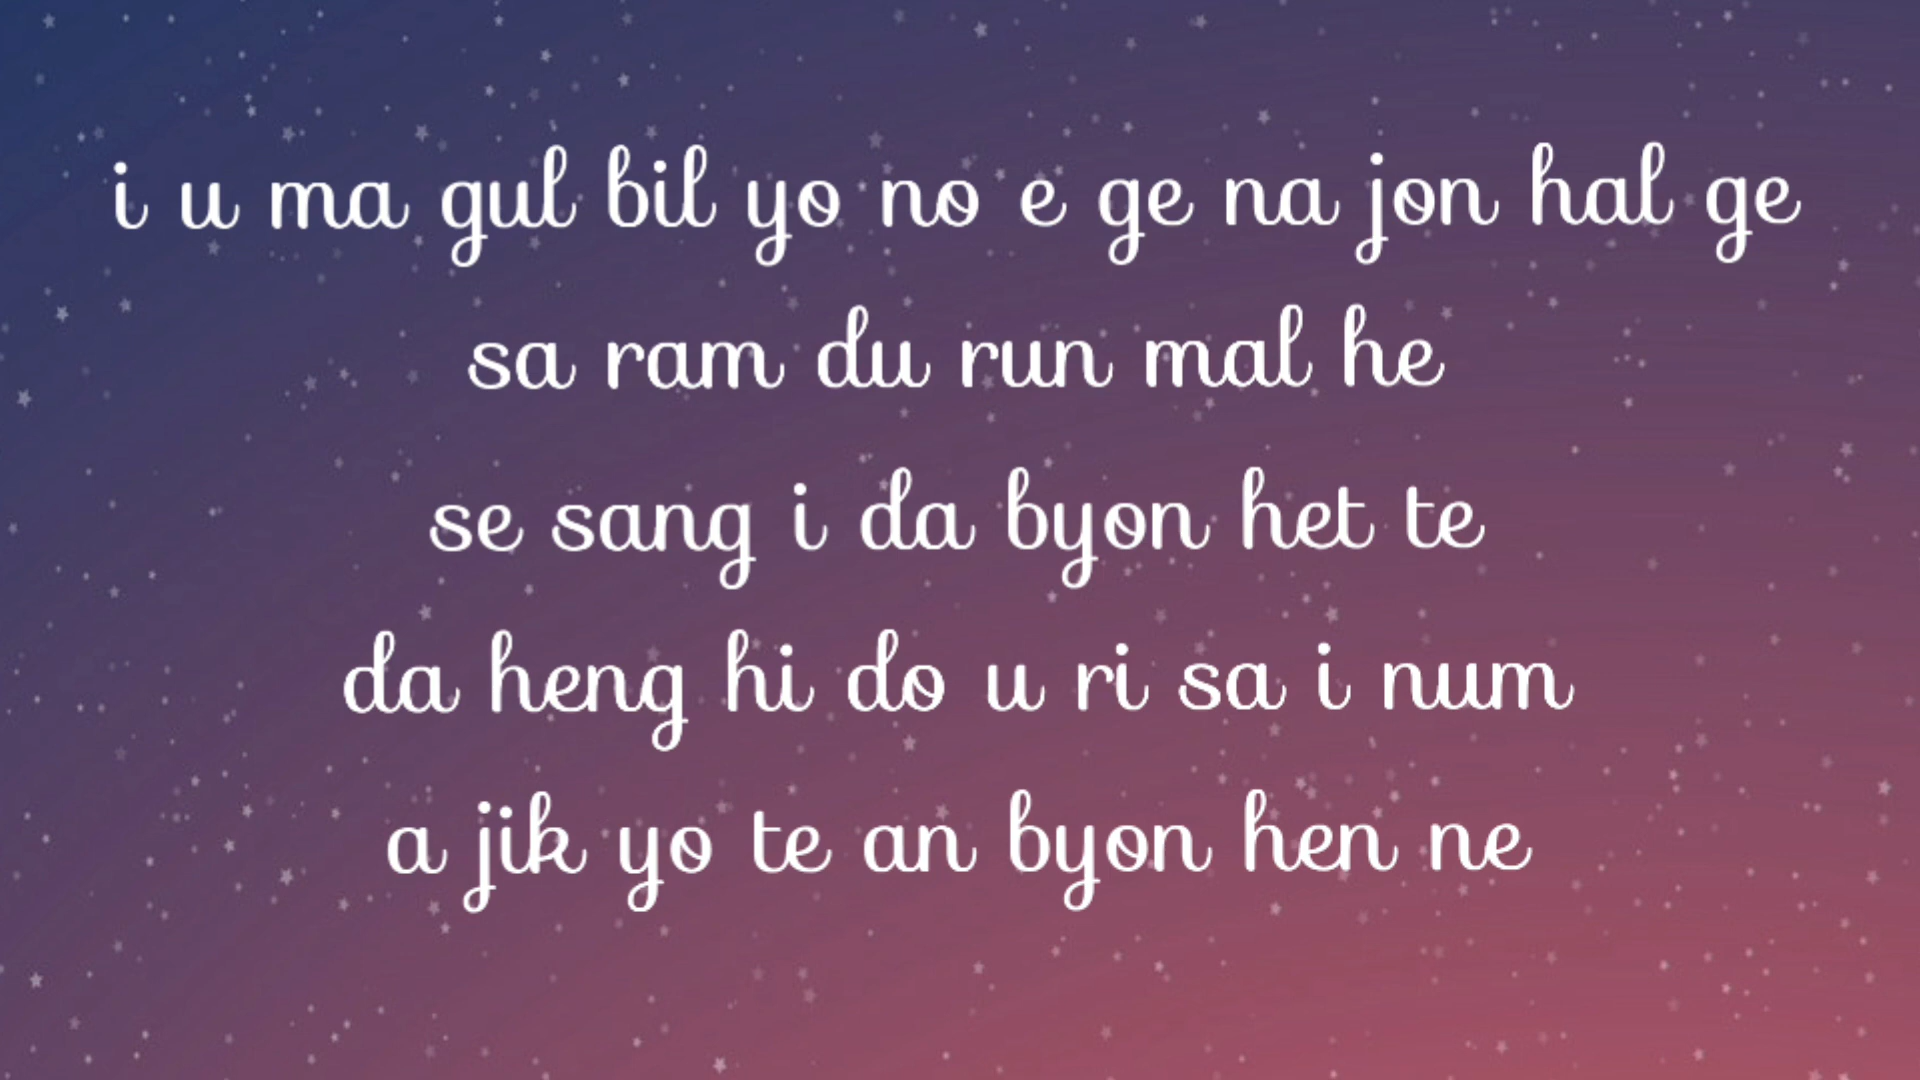 i u ma gul bil yo no e ge na jon hal ge
sa ram du run mal he
se sang i da byon het te
da heng hi do u ri sa i num
a jik yo te an byon hen ne